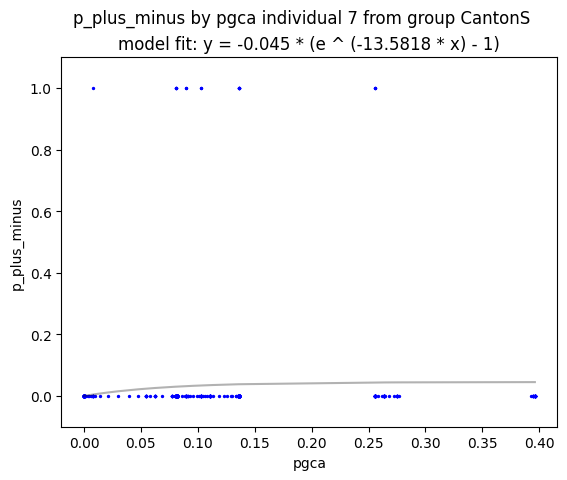 p_plus_minus by pgca individual 7 from group CantonS
model fit: y = -0.045 * (e ^ (-13.5818 * x) - 1)
1.0
0.8
0.6
0.4
0.2
0.0
p_plus_minus
0.00 0.05 0.10 0.15 0.20 0.25 0.30 0.35 0.40
pgca